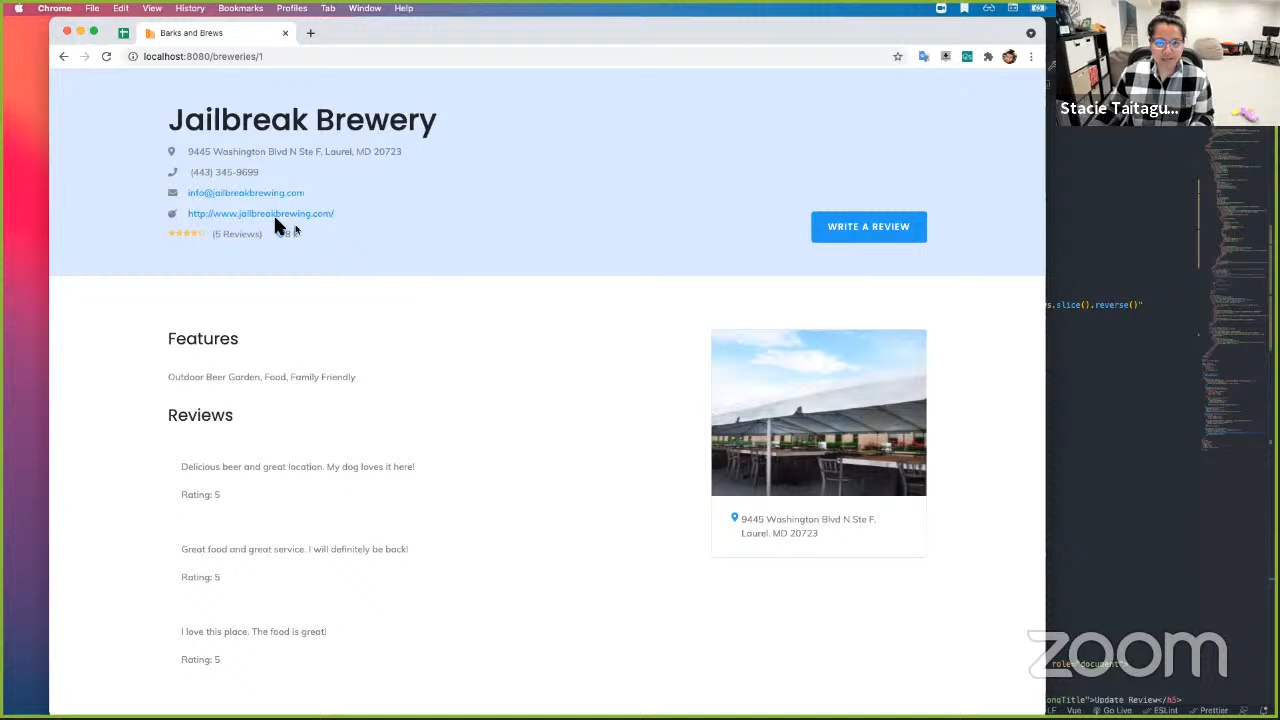 Chrome File Edit View History Bookmarks Profiles Tab Window Help
Barks and Brews
localhost:8080/breweries/1
Stacie Taitagu...
Jailbreak Brewery
9445 Washington Blvd N Ste F, Laurel, MD 20723
(443) 345-9699
info@jailbreakbrewing.com
http://www.jailbreakbrewing.com/
(5 Reviews)
WRITE A REVIEW
s.slice().reverse()"
Features
Outdoor Beer Garden, Food, Family Friendly
Reviews
Delicious beer and great location. My dog loves it here!
Rating: 5
Great food and great service. I will definitely be back!
Rating: 5
I love this place. The food is great!
Rating: 5
9445 Washington Blvd N Ste F,
Laurel, MD 20723
zoom
role="document">
ongTitle">Update Review</h5>
LF Vue Go Live ESLint Prettier